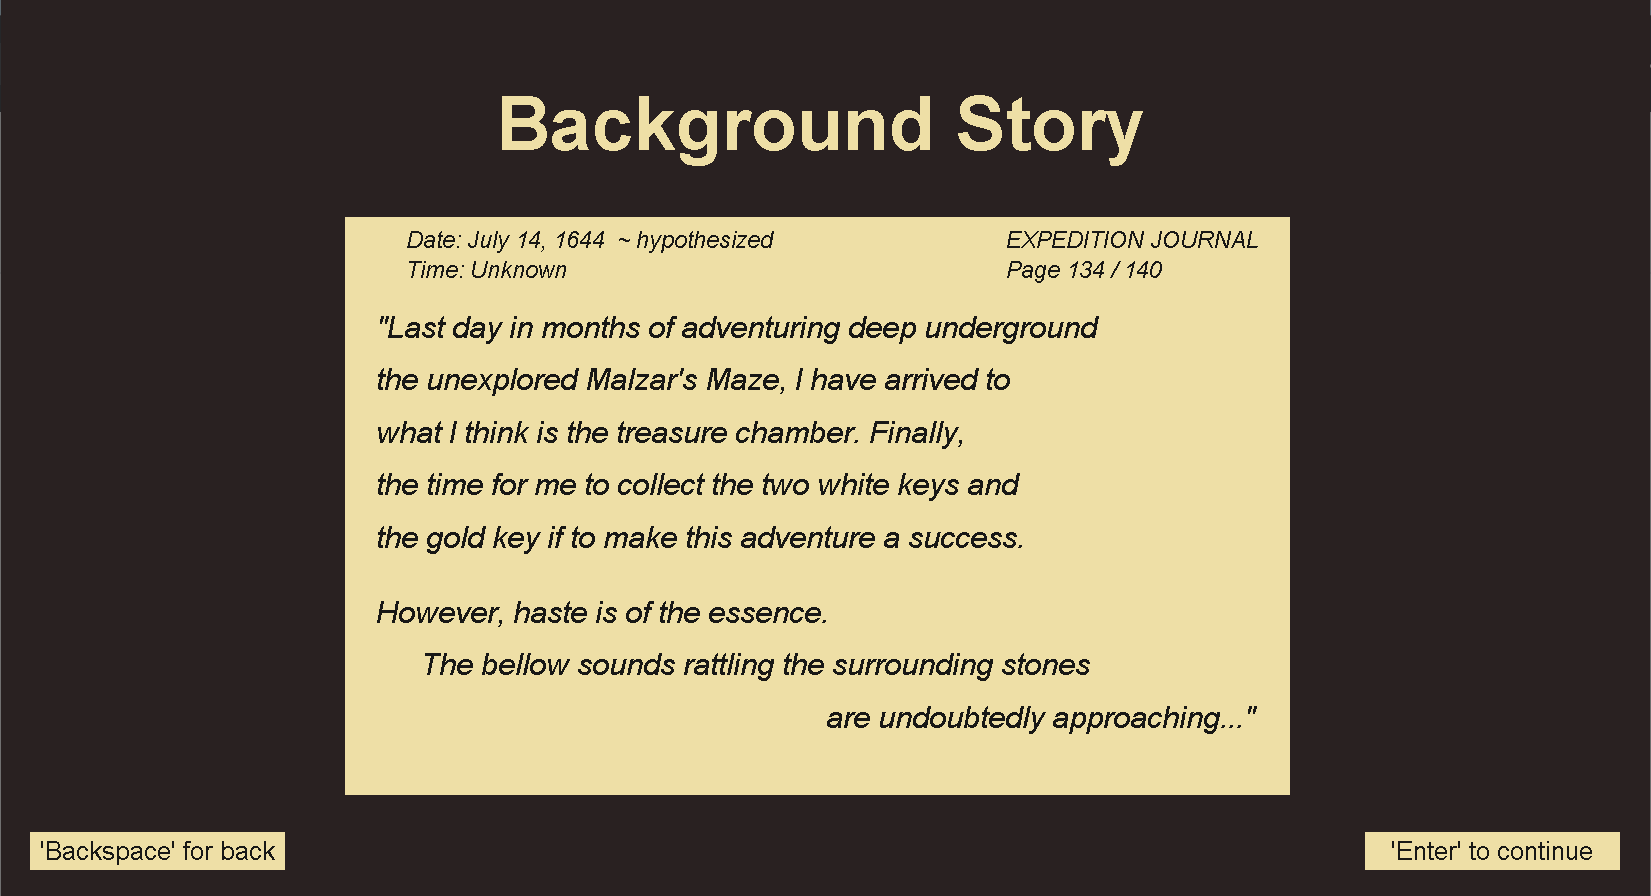 Background Story
Date: July 14, 1644 ~ hypothesized
Time: Unknown
EXPEDITION JOURNAL
Page 134 / 140
"Last day in months of adventuring deep underground
the unexplored Malzar's Maze, I have arrived to
what I think is the treasure chamber. Finally,
the time for me to collect the two white keys and
the gold key if to make this adventure a success.
However, haste is of the essence.
The bellow sounds rattling the surrounding stones
are undoubtedly approaching..."
'Backspace' for back
'Enter' to continue